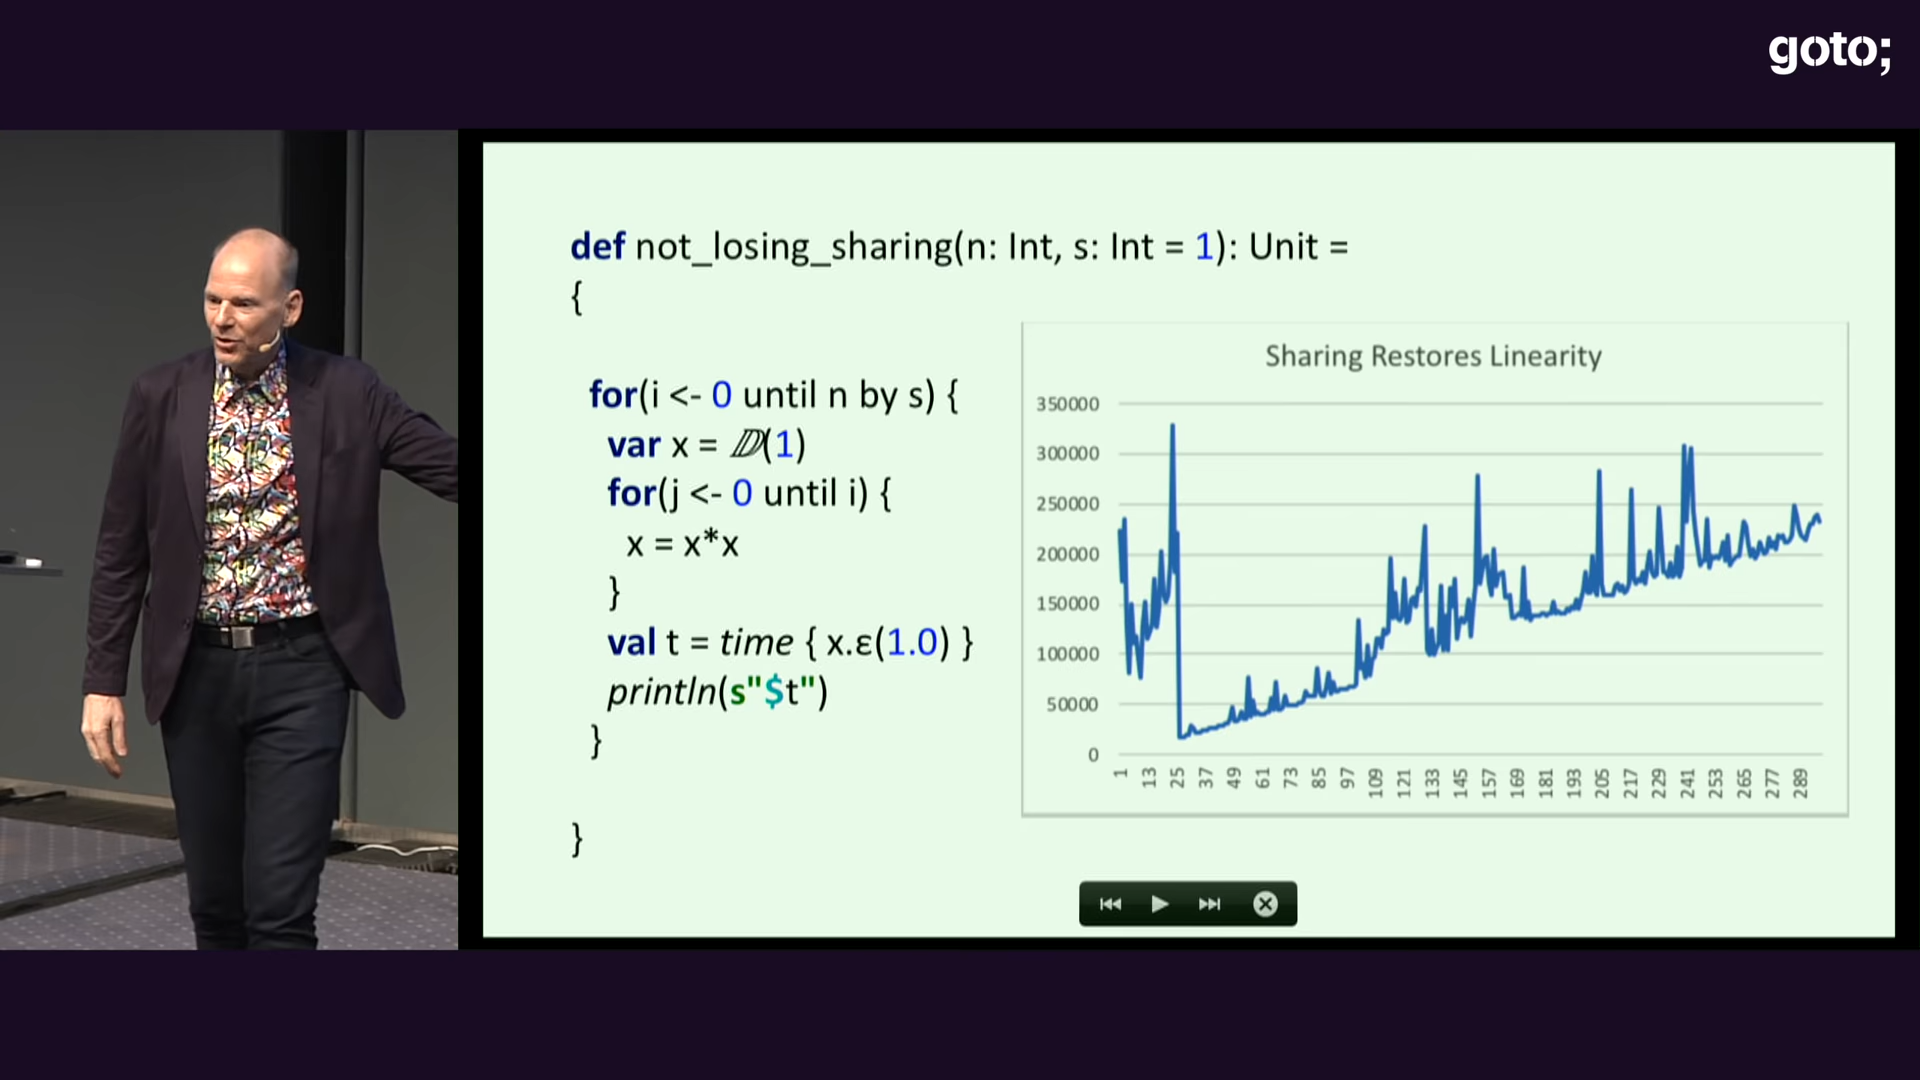 goto;
def not_losing_sharing(n: Int, s: Int = 1): Unit =
{
for(i <- 0 until n by s) {
var x = 𝔻(1)
for(j <- 0 until i) {
x = x*x
}
val t = time { x.ε(1.0) }
println(s"$t")
}
}
Sharing Restores Linearity
350000
300000
250000
200000
150000
100000
50000
0
1 13 25 37 49 61 73 85 97 109 121 133 145 157 169 181 193 205 217 229 241 253 265 277 289